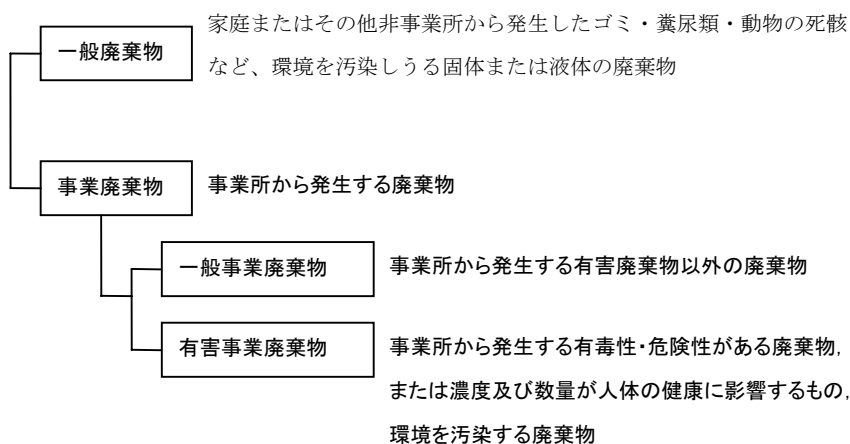 一般廃棄物
家庭またはその他非事業所から発生したゴミ・糞尿類・動物の死骸
など、環境を汚染しうる固体または液体の廃棄物
事業廃棄物
事業所から発生する廃棄物
一般事業廃棄物
事業所から発生する有害廃棄物以外の廃棄物
有害事業廃棄物
事業所から発生する有毒性・危険性がある廃棄物,
または濃度及び数量が人体の健康に影響するもの,
環境を汚染する廃棄物